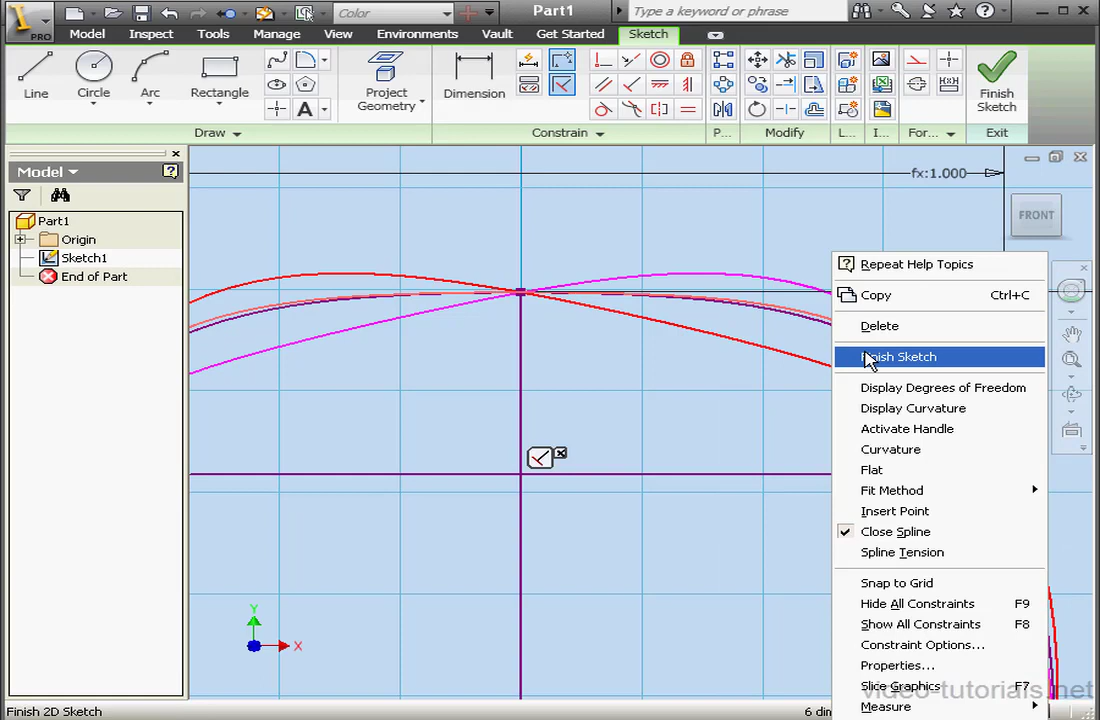 Color
Part1
Type a keyword or phrase
PRO
Model Inspect Tools Manage View Environments Vault Get Started Sketch
Line Circle Arc Rectangle
A
Project Geometry
Dimension
Finish Sketch
Draw Constrain P... Modify L... I... For... Exit
Model
Part1
Origin
Sketch1
End of Part
fx:1.000
FRONT
Repeat Help Topics
Copy Ctrl+C
Delete
Finish Sketch
Display Degrees of Freedom
Display Curvature
Activate Handle
Curvature
Flat
Fit Method
Insert Point
Close Spline
Spline Tension
Snap to Grid
Hide All Constraints F9
Show All Constraints F8
Constraint Options...
Properties...
Slice Graphics F7
Measure
Y
X
video-tutorials.net
Finish 2D Sketch
6 dim